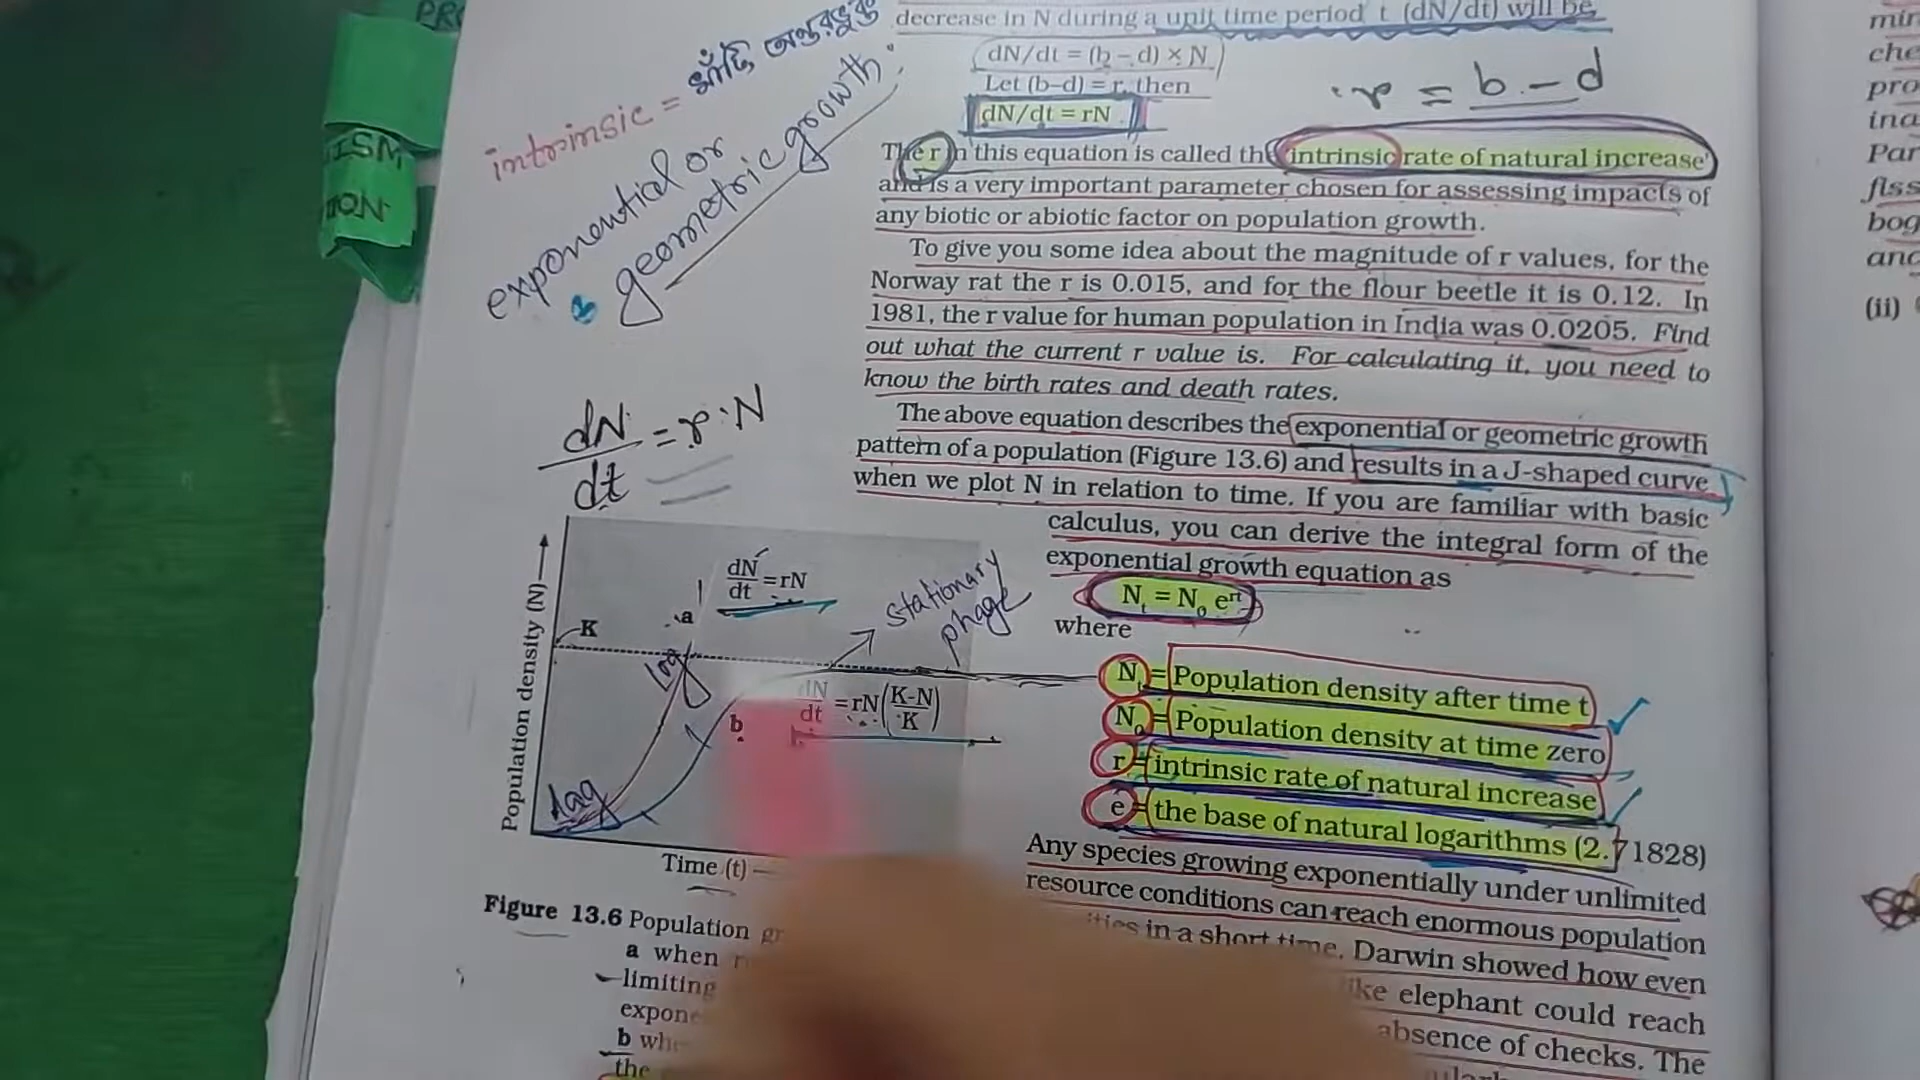 decrease in N during a unit time period t (dN/dt) will be
dN/dt = (b – d) × N
Let (b–d) = r, then
dN/dt = rN
r = b - d
intrinsic =
exponential or
geometric growth
ISM
ION
The r in this equation is called the 'intrinsic rate of natural increase'
and is a very important parameter chosen for assessing impacts of
any biotic or abiotic factor on population growth.
To give you some idea about the magnitude of r values, for the
Norway rat the r is 0.015, and for the flour beetle it is 0.12. In
1981, the r value for human population in India was 0.0205. Find
out what the current r value is. For calculating it, you need to
know the birth rates and death rates.
The above equation describes the exponential or geometric growth
pattern of a population (Figure 13.6) and results in a J-shaped curve
when we plot N in relation to time. If you are familiar with basic
calculus, you can derive the integral form of the
exponential growth equation as
Nt = N0 e^rt
where
Nt = Population density after time t
N0 = Population density at time zero
r = intrinsic rate of natural increase
e = the base of natural logarithms (2.71828)
Any species growing exponentially under unlimited
resource conditions can reach enormous population
in a short time. Darwin showed how even
elephant could reach
absence of checks. The
dN/dt = r·N
Population density (N)
K
a
dN/dt = rN
stationary
phage
log
b
dN/dt = rN (K-N/K)
lag
Time (t)
Figure 13.6 Population
a when
limiting
b
the
(ii)